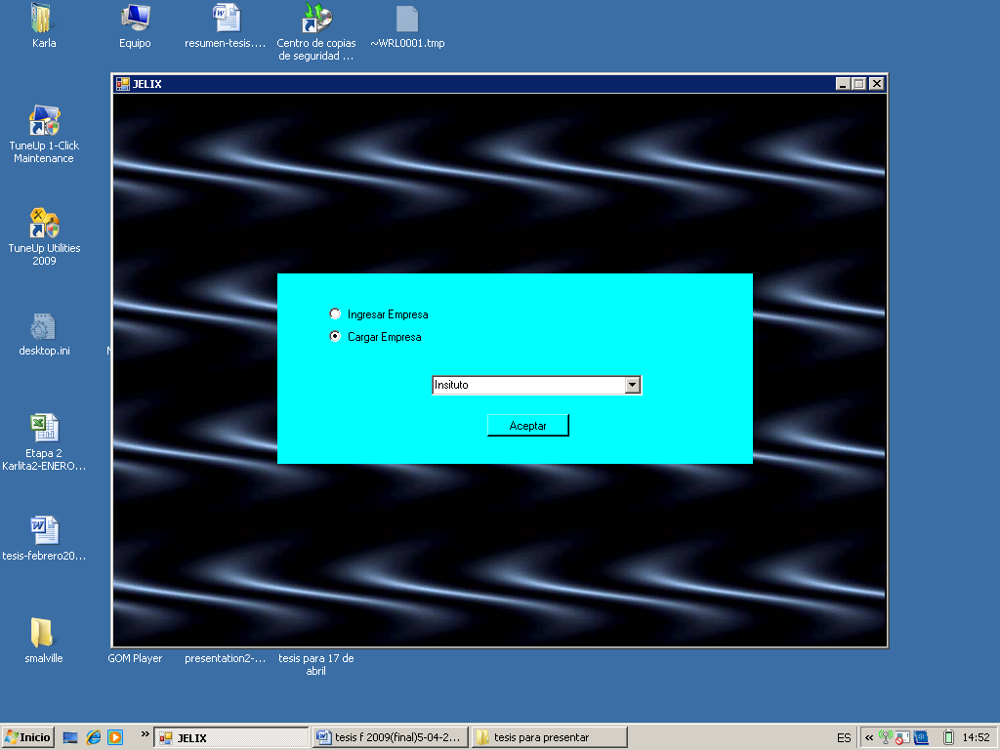 Karla
Equipo
resumen-tesis....
Centro de copias
de seguridad ...
~WRL0001.tmp
JELIX
TuneUp 1-Click
Maintenance
TuneUp Utilities
2009
desktop.ini
Ingresar Empresa
Cargar Empresa
Insituto
Aceptar
Etapa 2
Karlita2-ENERO...
tesis-febrero20...
smalville
GOM Player
presentation2-...
tesis para 17 de
abril
Inicio
JELIX
tesis f 2009(final)5-04-2...
tesis para presentar
ES
14:52